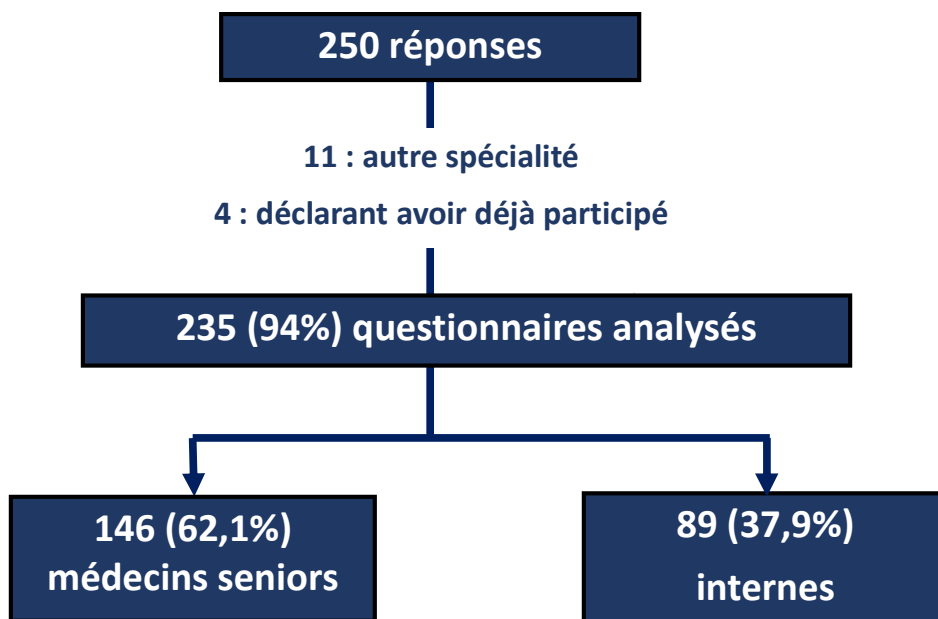 250 réponses
11 : autre spécialité
4 : déclarant avoir déjà participé
235 (94%) questionnaires analysés
146 (62,1%)
médecins seniors
89 (37,9%)
internes